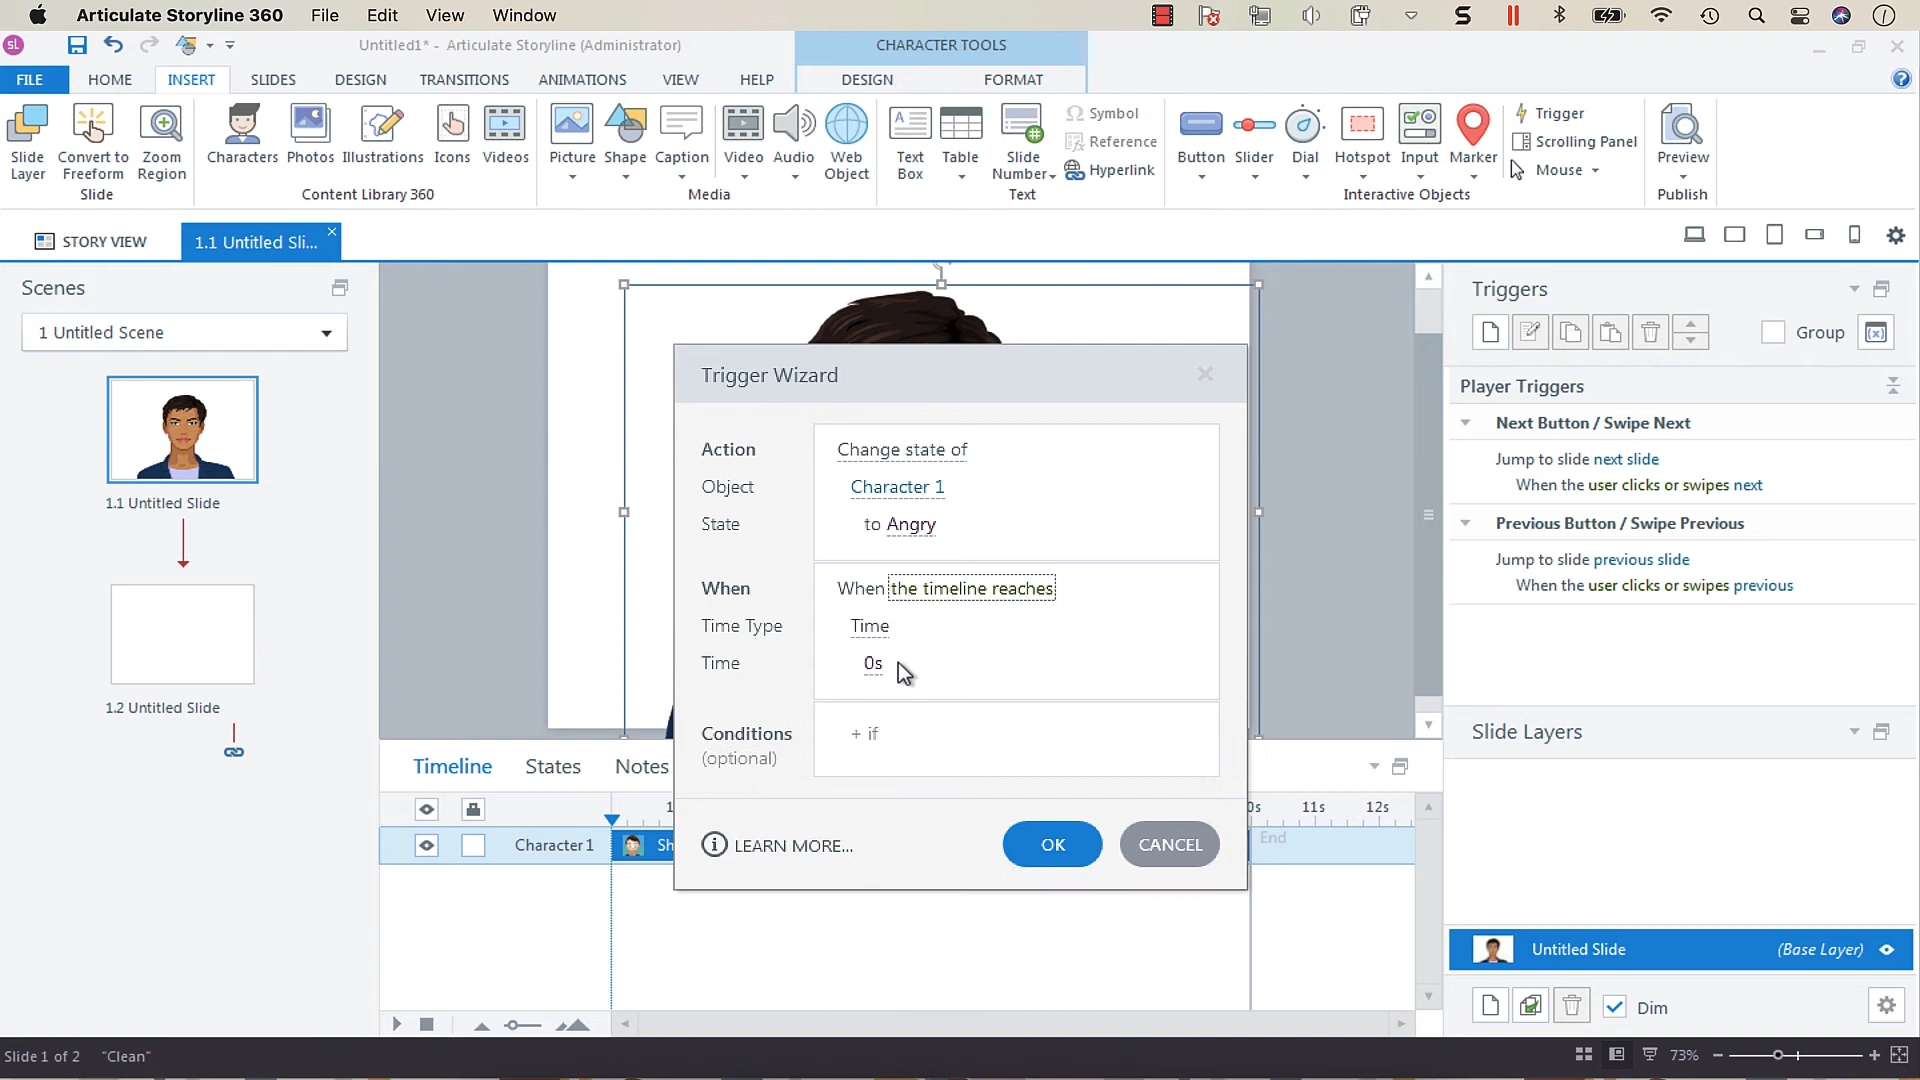 Articulate Storyline 360 File Edit View Window
sL Untitled1* - Articulate Storyline (Administrator) CHARACTER TOOLS
FILE HOME INSERT SLIDES DESIGN TRANSITIONS ANIMATIONS VIEW HELP DESIGN FORMAT
Slide Layer
Convert to Freeform
Zoom Region
Slide
Characters Photos Illustrations Icons Videos
Content Library 360
Picture Shape Caption Video Audio Web Object
Media
Text Box
Table
Slide Number
Symbol
Reference
Hyperlink
Text
Button Slider Dial Hotspot Input Marker
Trigger
Scrolling Panel
Mouse
Interactive Objects
Preview
Publish
STORY VIEW 1.1 Untitled Sli...
Scenes
1 Untitled Scene
1.1 Untitled Slide
1.2 Untitled Slide
Trigger Wizard
Action Change state of
Object Character 1
State to Angry
When When the timeline reaches
Time Type Time
Time 0s
Conditions + if
(optional)
LEARN MORE... OK CANCEL
Timeline States Notes
0s 11s 12s
Character 1 Sh End
Triggers
Group
Player Triggers
Next Button / Swipe Next
Jump to slide next slide
When the user clicks or swipes next
Previous Button / Swipe Previous
Jump to slide previous slide
When the user clicks or swipes previous
Slide Layers
Untitled Slide (Base Layer)
Dim
Slide 1 of 2 "Clean" 73%